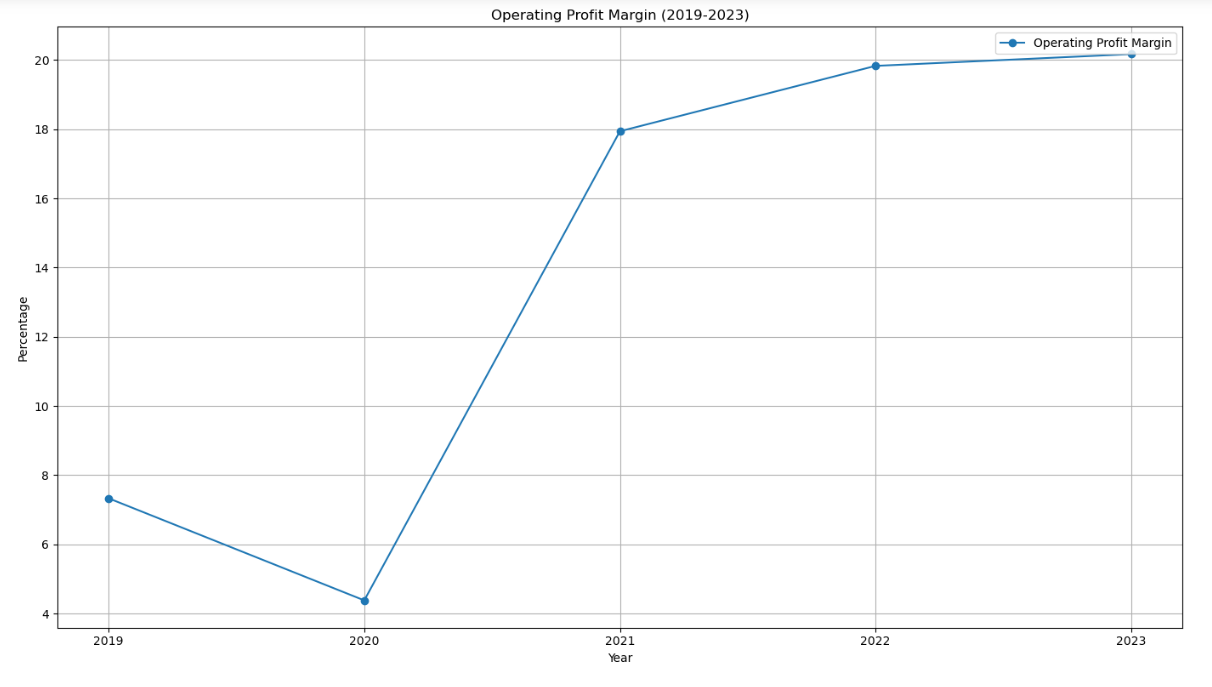 Operating Profit Margin (2019-2023)
Operating Profit Margin
20
18
16
14
12
10
8
6
4
Percentage
2019 2020 2021 2022 2023
Year